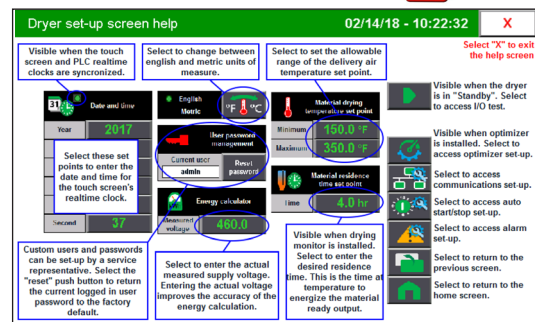 Dryer set-up screen help
02/14/18 - 10:22:32
X
Select "X" to exit
the help screen
Visible when the touch
screen and PLC realtime
clocks are syncronized.
Select to change between
english and metric units of
measure.
Select to set the allowable
range of the delivery air
temperature set point.
31
Date and time
Year
2017
Select these set
points to enter the
date and time for
the touch screen's
realtime clock.
Second
37
English
Metric
°F
°C
User password
management
Current user
admin
Reset
password
Energy calculator
Measured
voltage
460.0
Material drying
temperature set point
Minimum
150.0 °F
Maximum
350.0 °F
Material residence
time set point
Time
4.0 hr
Visible when the dryer
is in "Standby". Select
to access I/O test.
Visible when optimizer
is installed. Select to
access optimizer set-up.
Select to access
communications set-up.
Select to access auto
start/stop set-up.
Select to access alarm
set-up.
Select to return to the
previous screen.
Select to return to the
home screen.
Custom users and passwords
can be set-up by a service
representative. Select the
"reset" push button to return
the current logged in user
password to the factory
default.
Select to enter the actual
measured supply voltage.
Entering the actual voltage
improves the accuracy of the
energy calculation.
Visible when drying
monitor is installed.
Select to enter the
desired residence
time. This is the time at
temperature to
energize the material
ready output.